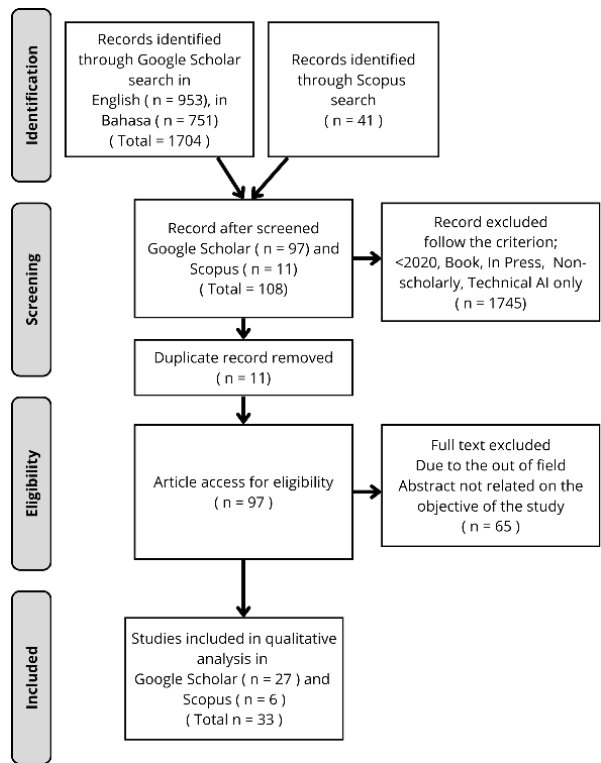 Identification
Records identified
through Google Scholar
search in
English ( n = 953), in
Bahasa ( n = 751)
( Total = 1704 )
Records identified
through Scopus
search
( n = 41 )
Screening
Record after screened
Google Scholar ( n = 97) and
Scopus ( n = 11)
( Total = 108)
Record excluded
follow the criterion;
<2020, Book, In Press, Non-
scholarly, Technical AI only
( n = 1745)
Duplicate record removed
( n = 11)
Eligibility
Article access for eligibility
( n = 97 )
Full text excluded
Due to the out of field
Abstract not related on the
objective of the study
( n = 65 )
Included
Studies included in qualitative
analysis in
Google Scholar ( n = 27 ) and
Scopus ( n = 6 )
( Total n = 33 )